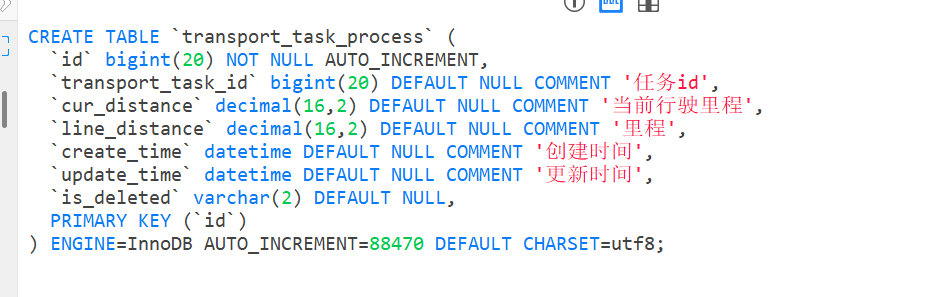 CREATE TABLE `transport_task_process` (
  `id` bigint(20) NOT NULL AUTO_INCREMENT,
  `transport_task_id` bigint(20) DEFAULT NULL COMMENT '任务id',
  `cur_distance` decimal(16,2) DEFAULT NULL COMMENT '当前行驶里程',
  `line_distance` decimal(16,2) DEFAULT NULL COMMENT '里程',
  `create_time` datetime DEFAULT NULL COMMENT '创建时间',
  `update_time` datetime DEFAULT NULL COMMENT '更新时间',
  `is_deleted` varchar(2) DEFAULT NULL,
  PRIMARY KEY (`id`)
) ENGINE=InnoDB AUTO_INCREMENT=88470 DEFAULT CHARSET=utf8;